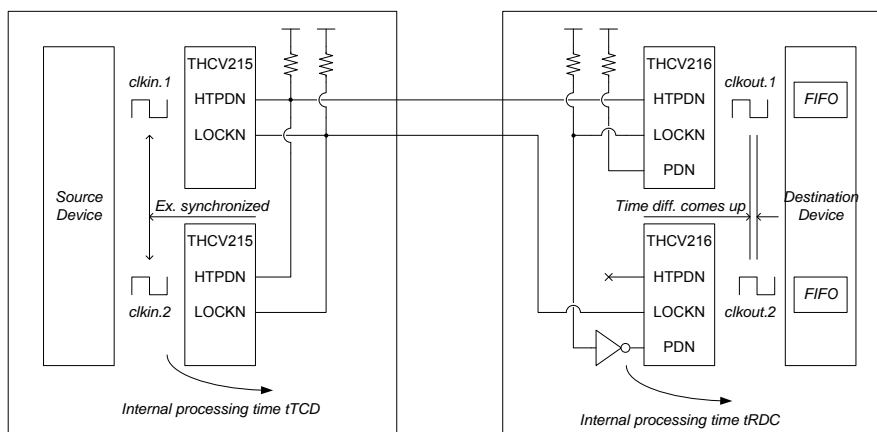 THCV215
HTPDN
LOCKN
clkin.1
Source
Device
Ex. synchronized
THCV215
HTPDN
LOCKN
clkin.2
Internal processing time tTCD
THCV216
HTPDN
LOCKN
PDN
clkout.1
FIFO
Time diff. comes up
Destination
Device
THCV216
HTPDN
LOCKN
PDN
clkout.2
FIFO
Internal processing time tRDC